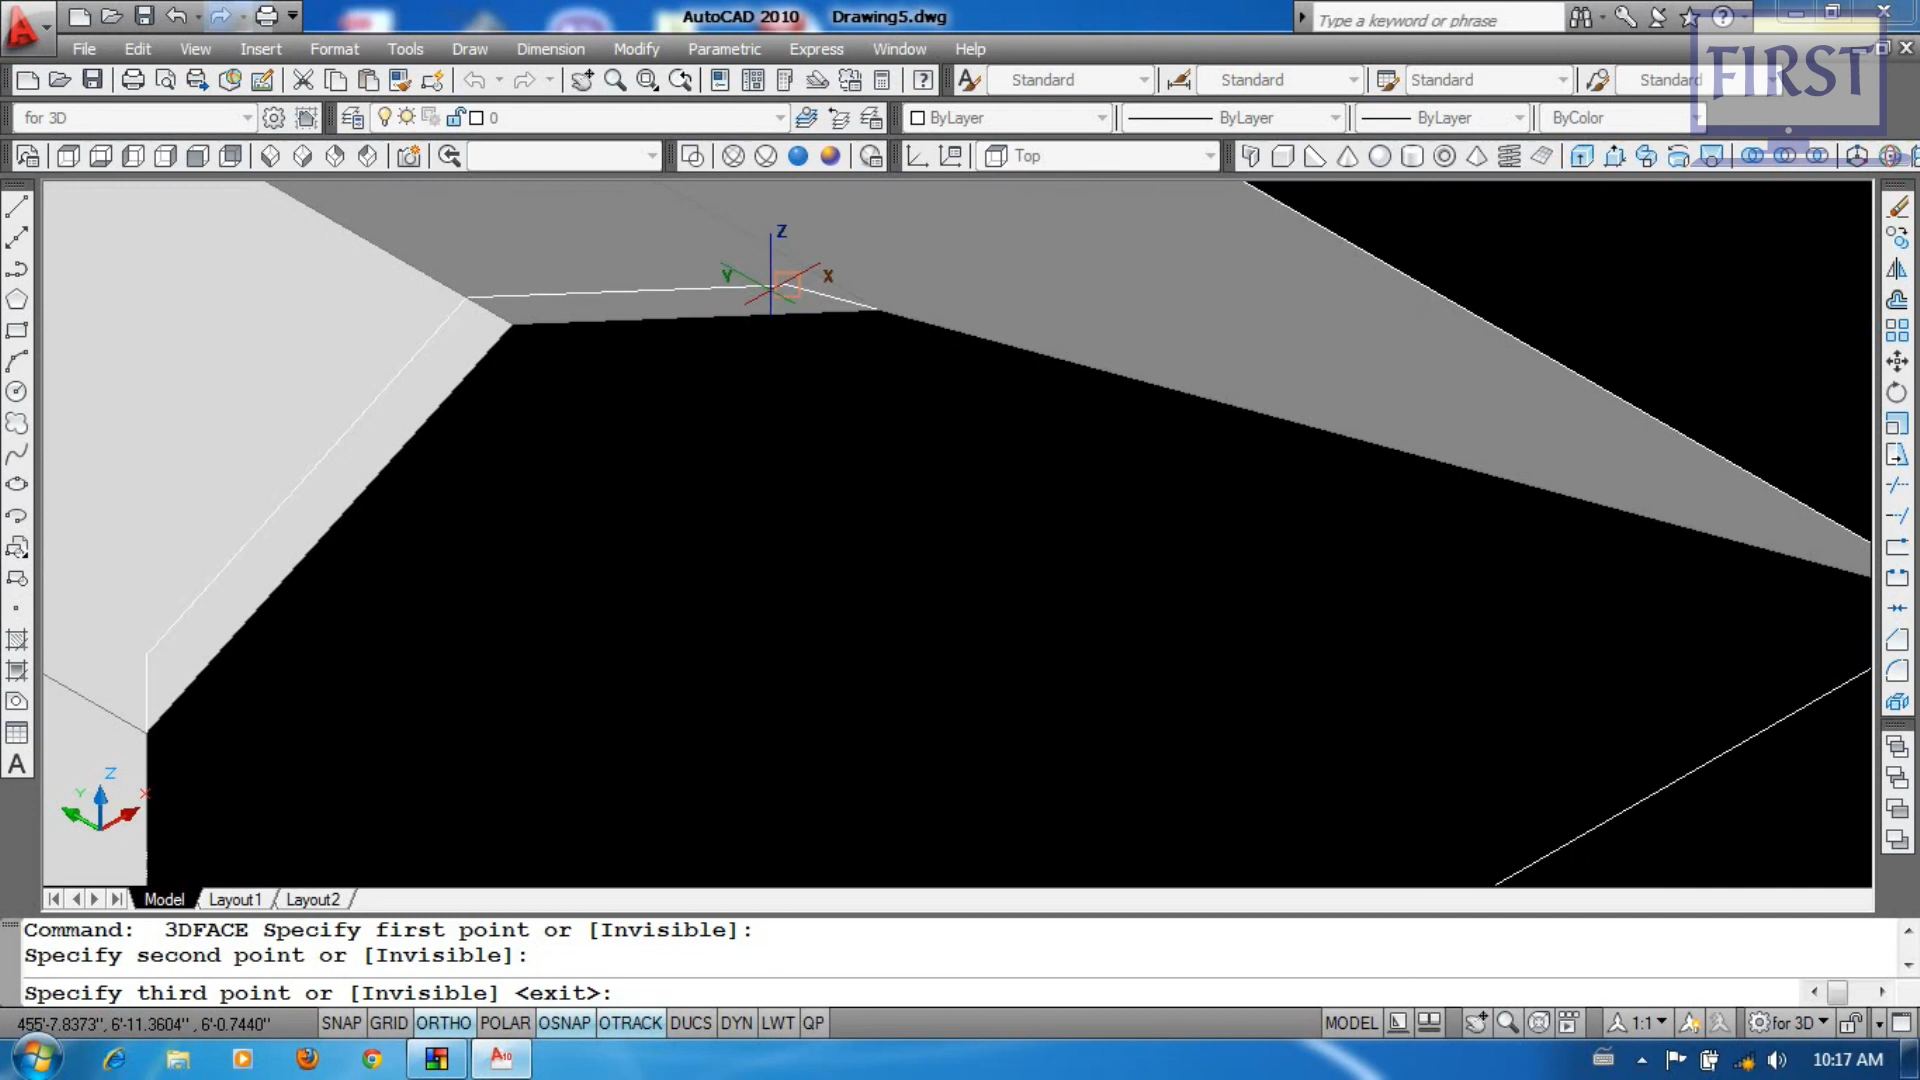 AutoCAD 2010 Drawing5.dwg
Type a keyword or phrase
File Edit View Insert Format Tools Draw Dimension Modify Parametric Express Window Help
FIRST
Standard Standard Standard Standard
for 3D 0 ByLayer ByLayer ByLayer ByColor
Top
Z
Y X
Z
Y X
Model Layout1 Layout2
Command:  3DFACE Specify first point or [Invisible]:
Specify second point or [Invisible]:
Specify third point or [Invisible] <exit>:
455'-7.8373", 6'-11.3604" , 6'-0.7440" SNAP GRID ORTHO POLAR OSNAP OTRACK DUCS DYN LWT QP MODEL 1:1 for 3D
10:17 AM